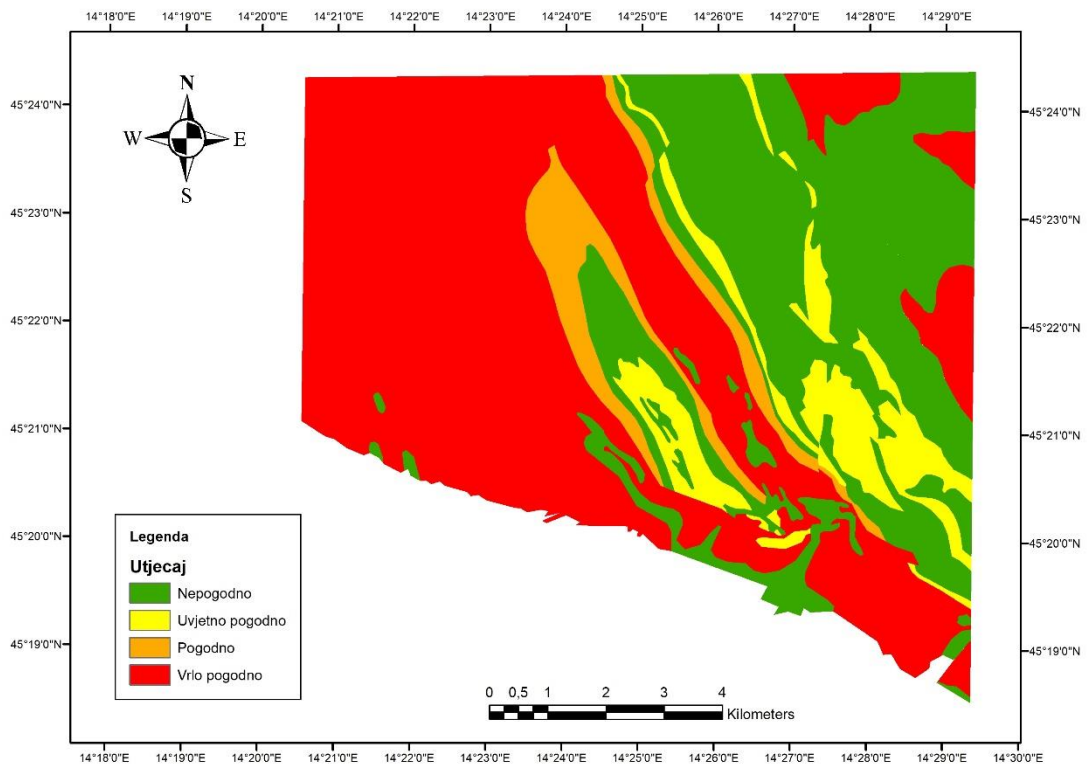 14°18'0"E 14°19'0"E 14°20'0"E 14°21'0"E 14°22'0"E 14°23'0"E 14°24'0"E 14°25'0"E 14°26'0"E 14°27'0"E 14°28'0"E 14°29'0"E
N
W E
S
45°24'0"N 45°24'0"N
45°23'0"N 45°23'0"N
45°22'0"N 45°22'0"N
45°21'0"N 45°21'0"N
45°20'0"N 45°20'0"N
45°19'0"N 45°19'0"N
Legenda
Utjecaj
Nepogodno
Uvjetno pogodno
Pogodno
Vrlo pogodno
0 0,5 1 2 3 4
Kilometers
14°18'0"E 14°19'0"E 14°20'0"E 14°21'0"E 14°22'0"E 14°23'0"E 14°24'0"E 14°25'0"E 14°26'0"E 14°27'0"E 14°28'0"E 14°29'0"E 14°30'0"E